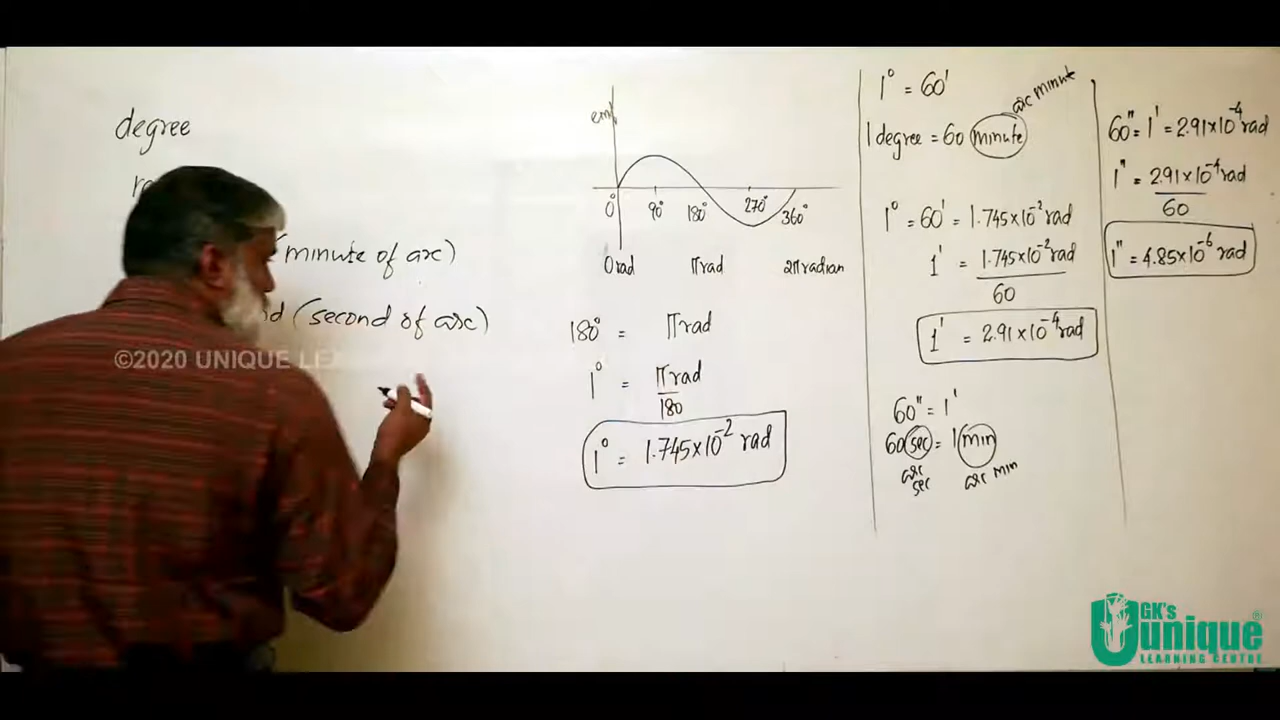 degree
(minute of arc)
(second of arc)
©2020 UNIQUE
emf
0° 90° 180° 270° 360°
0 rad π rad 2π radian
180° = π rad
1° = π rad
180
1° = 1.745×10⁻² rad
1° = 60'
arc minute
1 degree = 60 minute
1° = 60' = 1.745×10⁻² rad
1' = 1.745×10⁻² rad
60
1' = 2.91×10⁻⁴ rad
60" = 1'
60 sec = 1 min
arc sec arc min
60" = 1' = 2.91×10⁻⁴ rad
1" = 2.91×10⁻⁴ rad
60
1" = 4.85×10⁻⁶ rad
GK's
unique®
LEARNING CENTRE